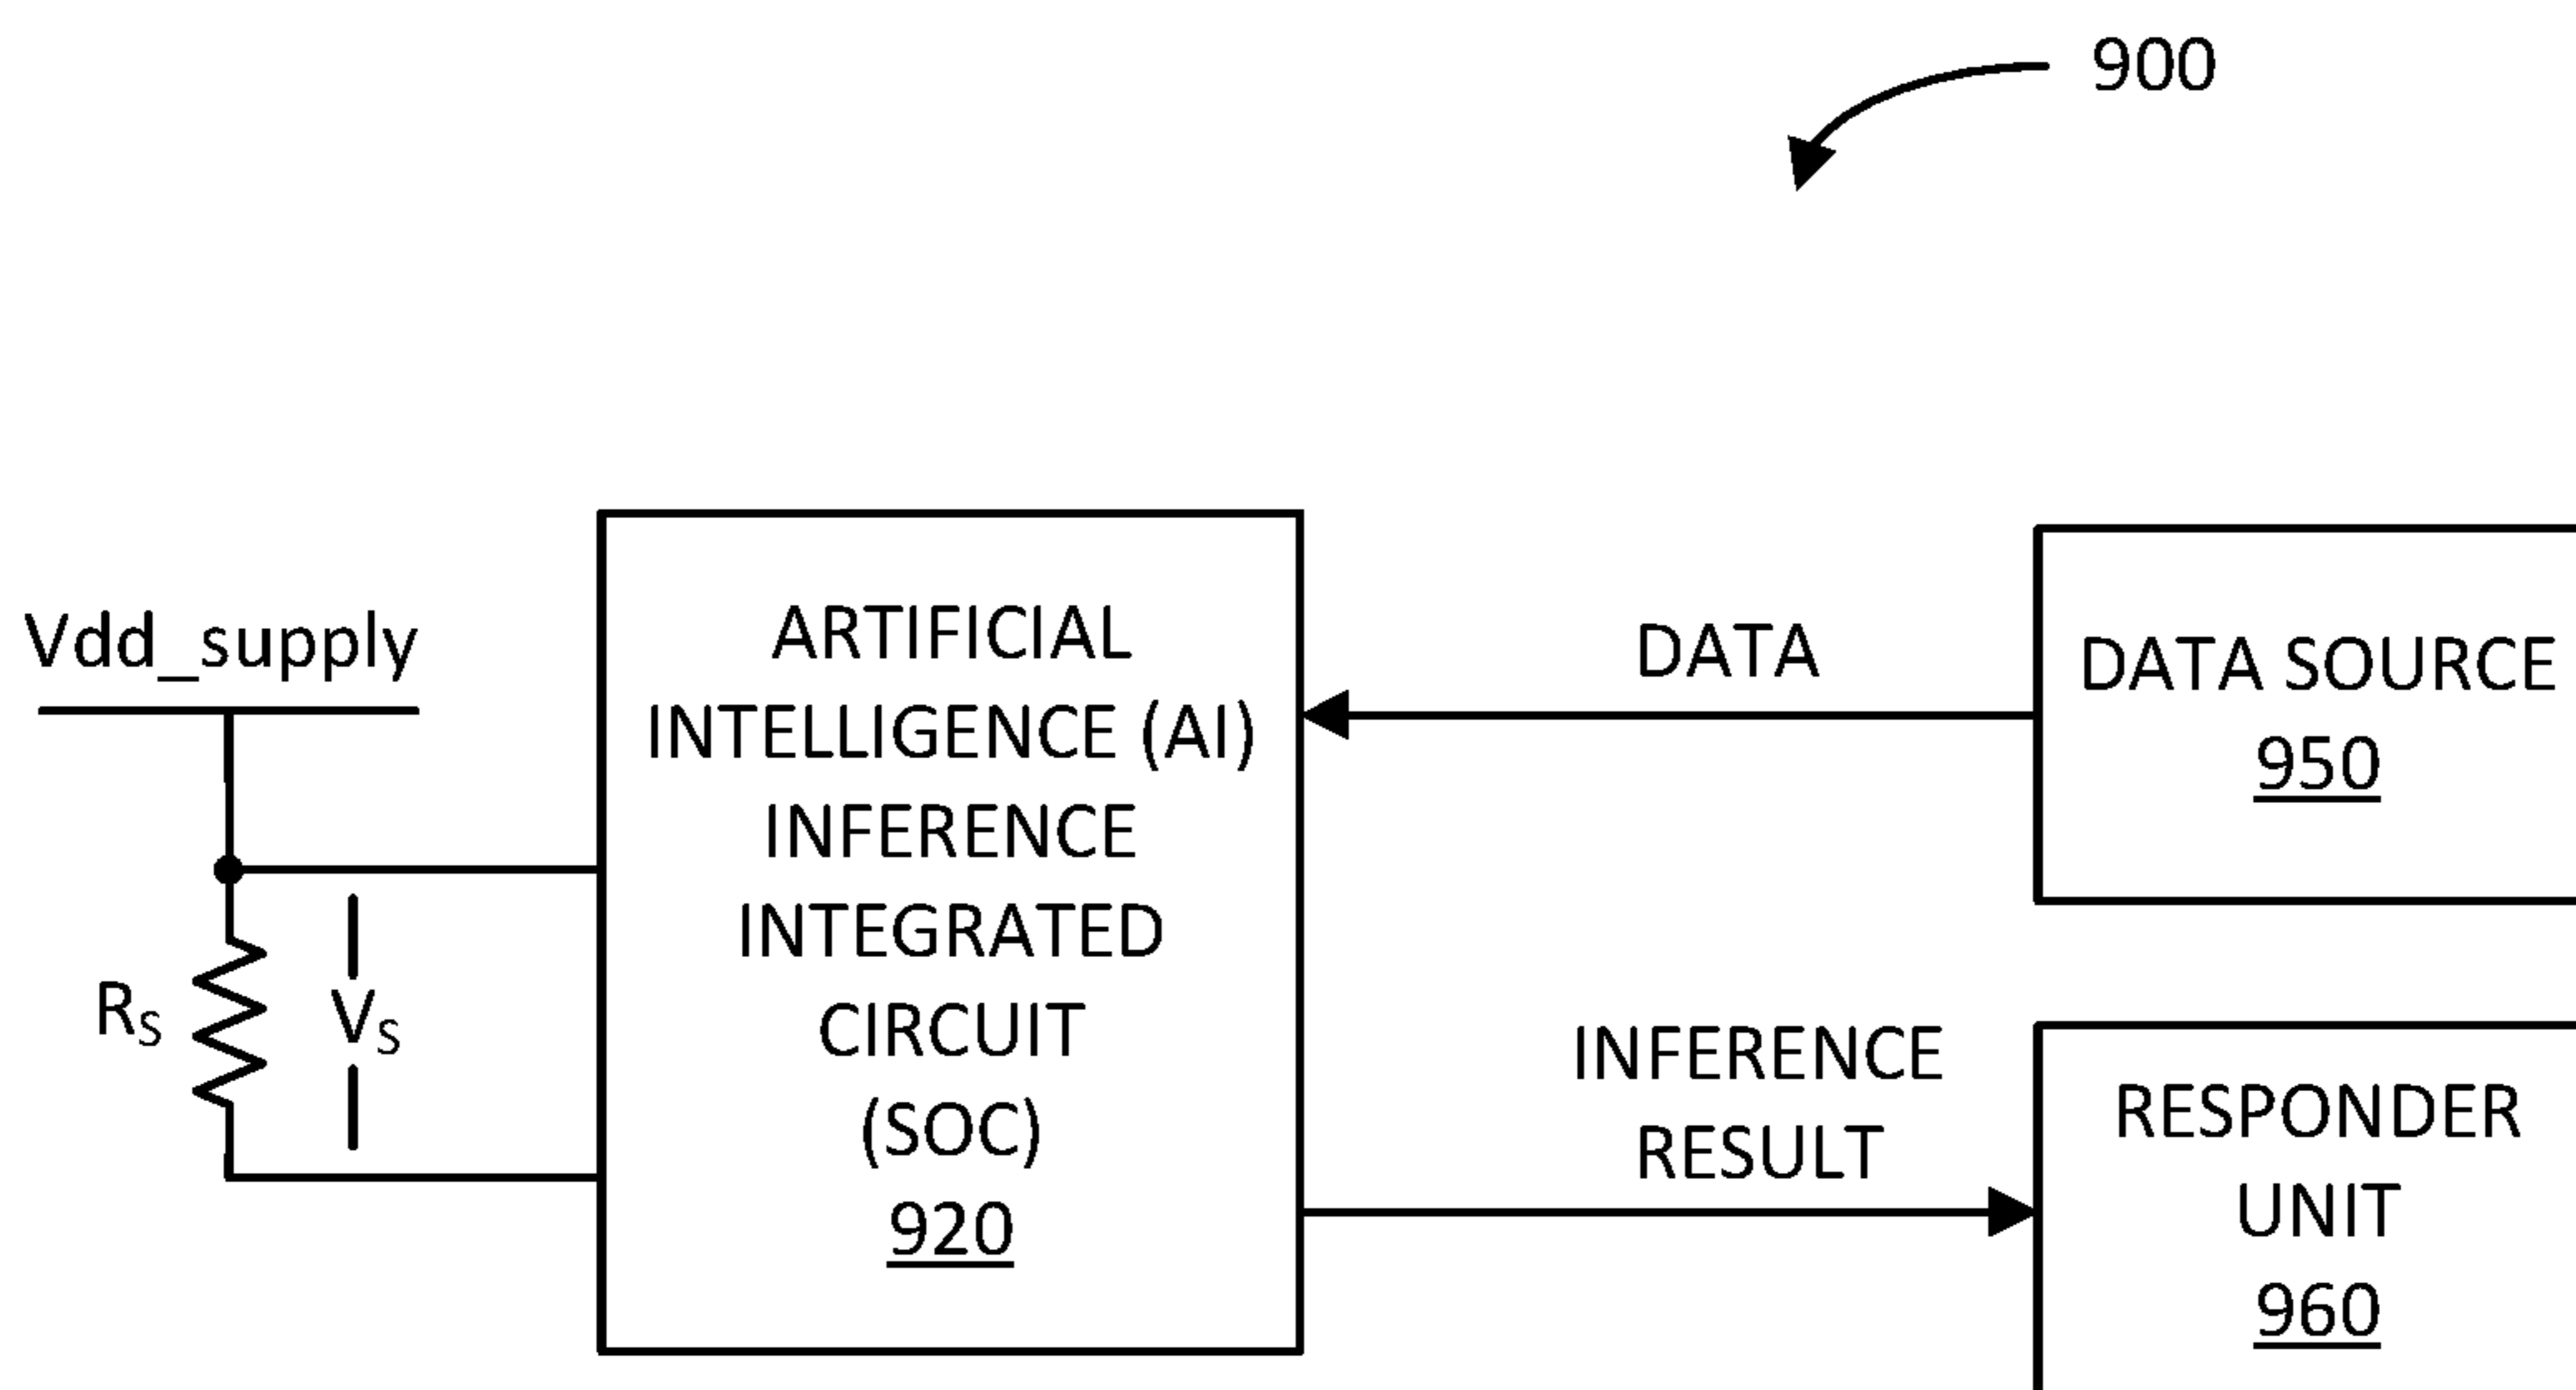 900
Vdd_supply
RS
VS
ARTIFICIAL
INTELLIGENCE (AI)
INFERENCE
INTEGRATED
CIRCUIT
(SOC)
920
DATA
DATA SOURCE
950
INFERENCE
RESULT
RESPONDER
UNIT
960